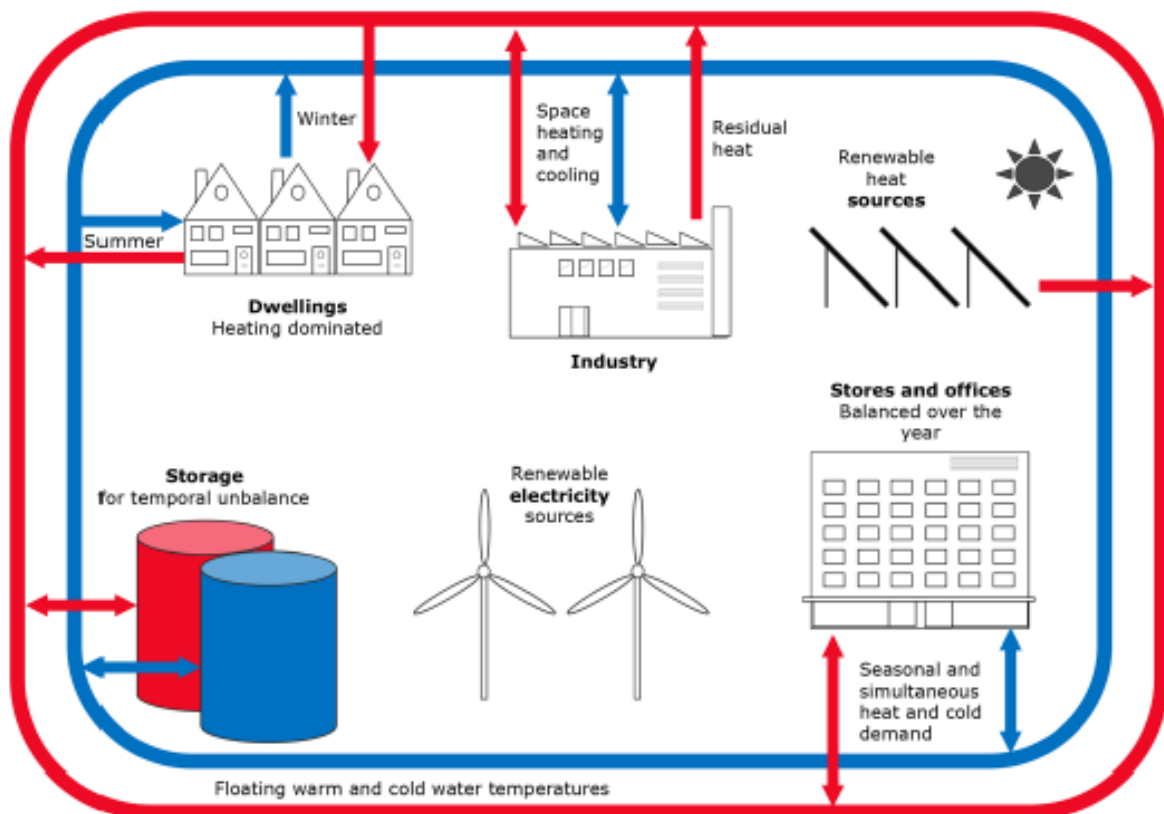 Winter
Summer
Dwellings
Heating dominated
Space
heating
and
cooling
Residual
heat
Industry
Renewable
heat
sources
Stores and offices
Balanced over the
year
Storage
for temporal unbalance
Renewable
electricity
sources
Seasonal and
simultaneous
heat and cold
demand
Floating warm and cold water temperatures